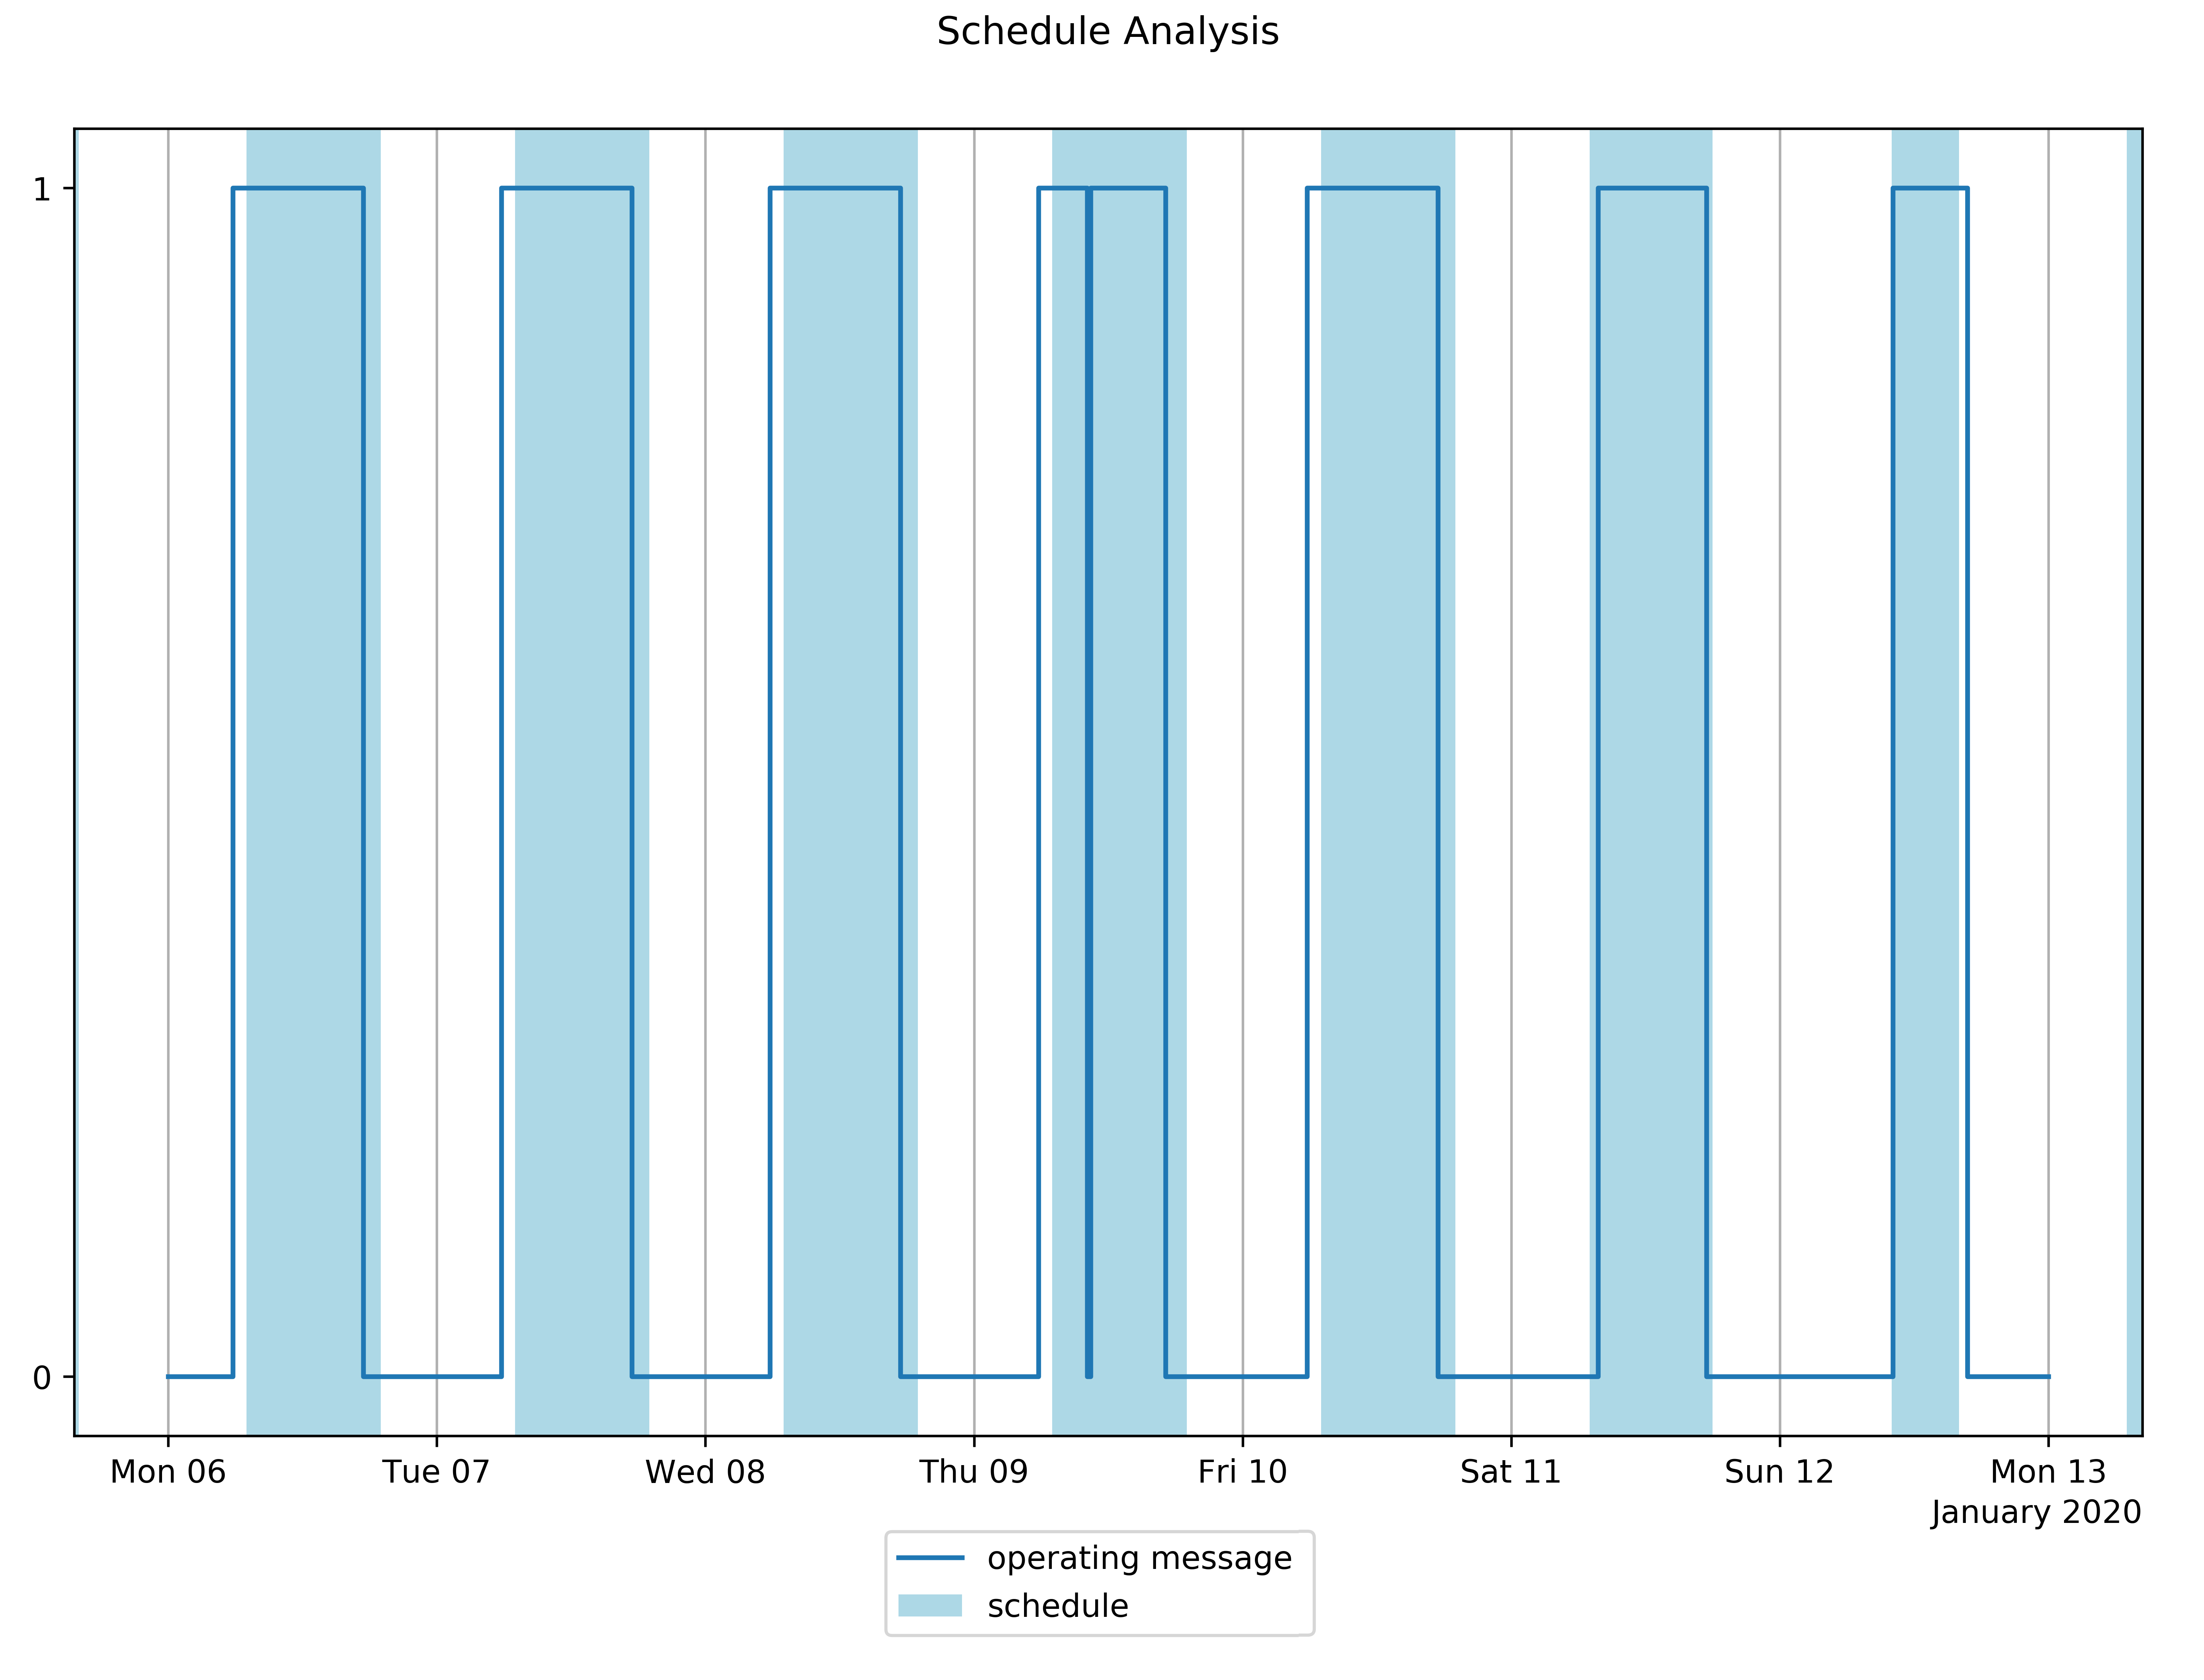 Schedule Analysis
1
0
Mon 06 Tue 07 Wed 08 Thu 09 Fri 10 Sat 11 Sun 12 Mon 13
January 2020
operating message
schedule